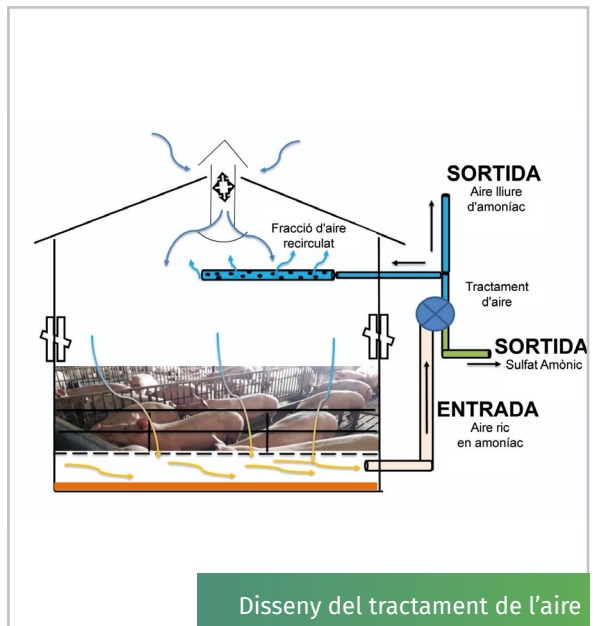 SORTIDA
Aire lliure
d'amoníac
Fracció d'aire
recirculat
Tractament
d'aire
SORTIDA
Sulfat Amònic
ENTRADA
Aire ric
en amoníac
Disseny del tractament de l'aire